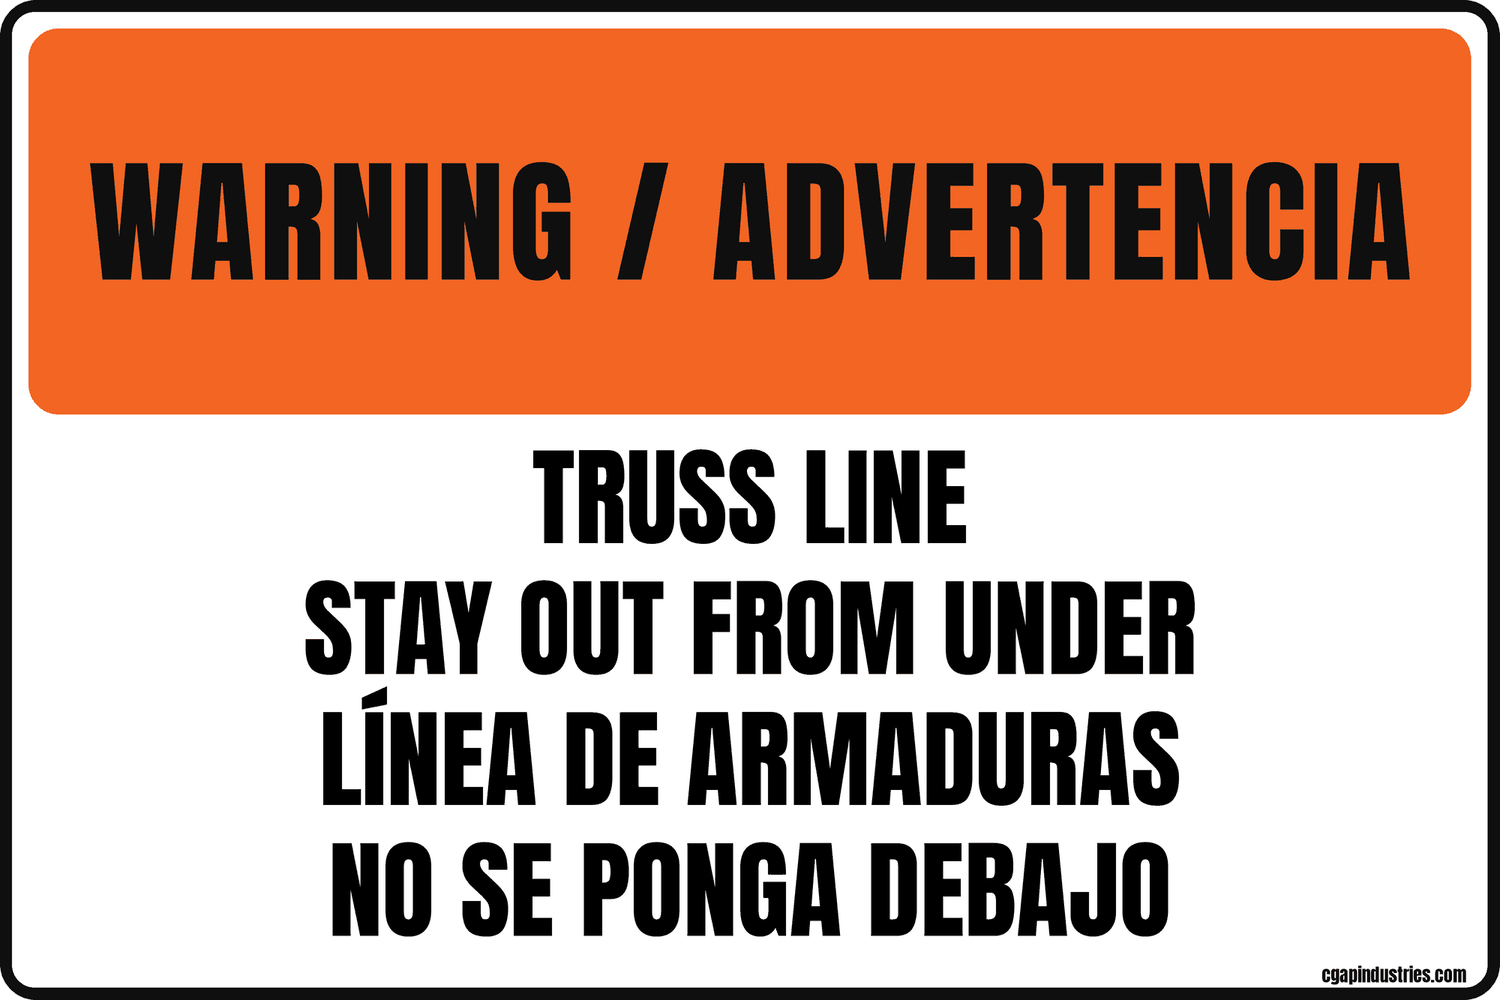 WARNING / ADVERTENCIA
TRUSS LINE
STAY OUT FROM UNDER
LÍNEA DE ARMADURAS
NO SE PONGA DEBAJO
cgapindustries.com